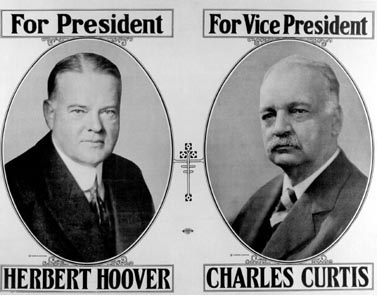 For President
For Vice President
HERBERT HOOVER
CHARLES CURTIS